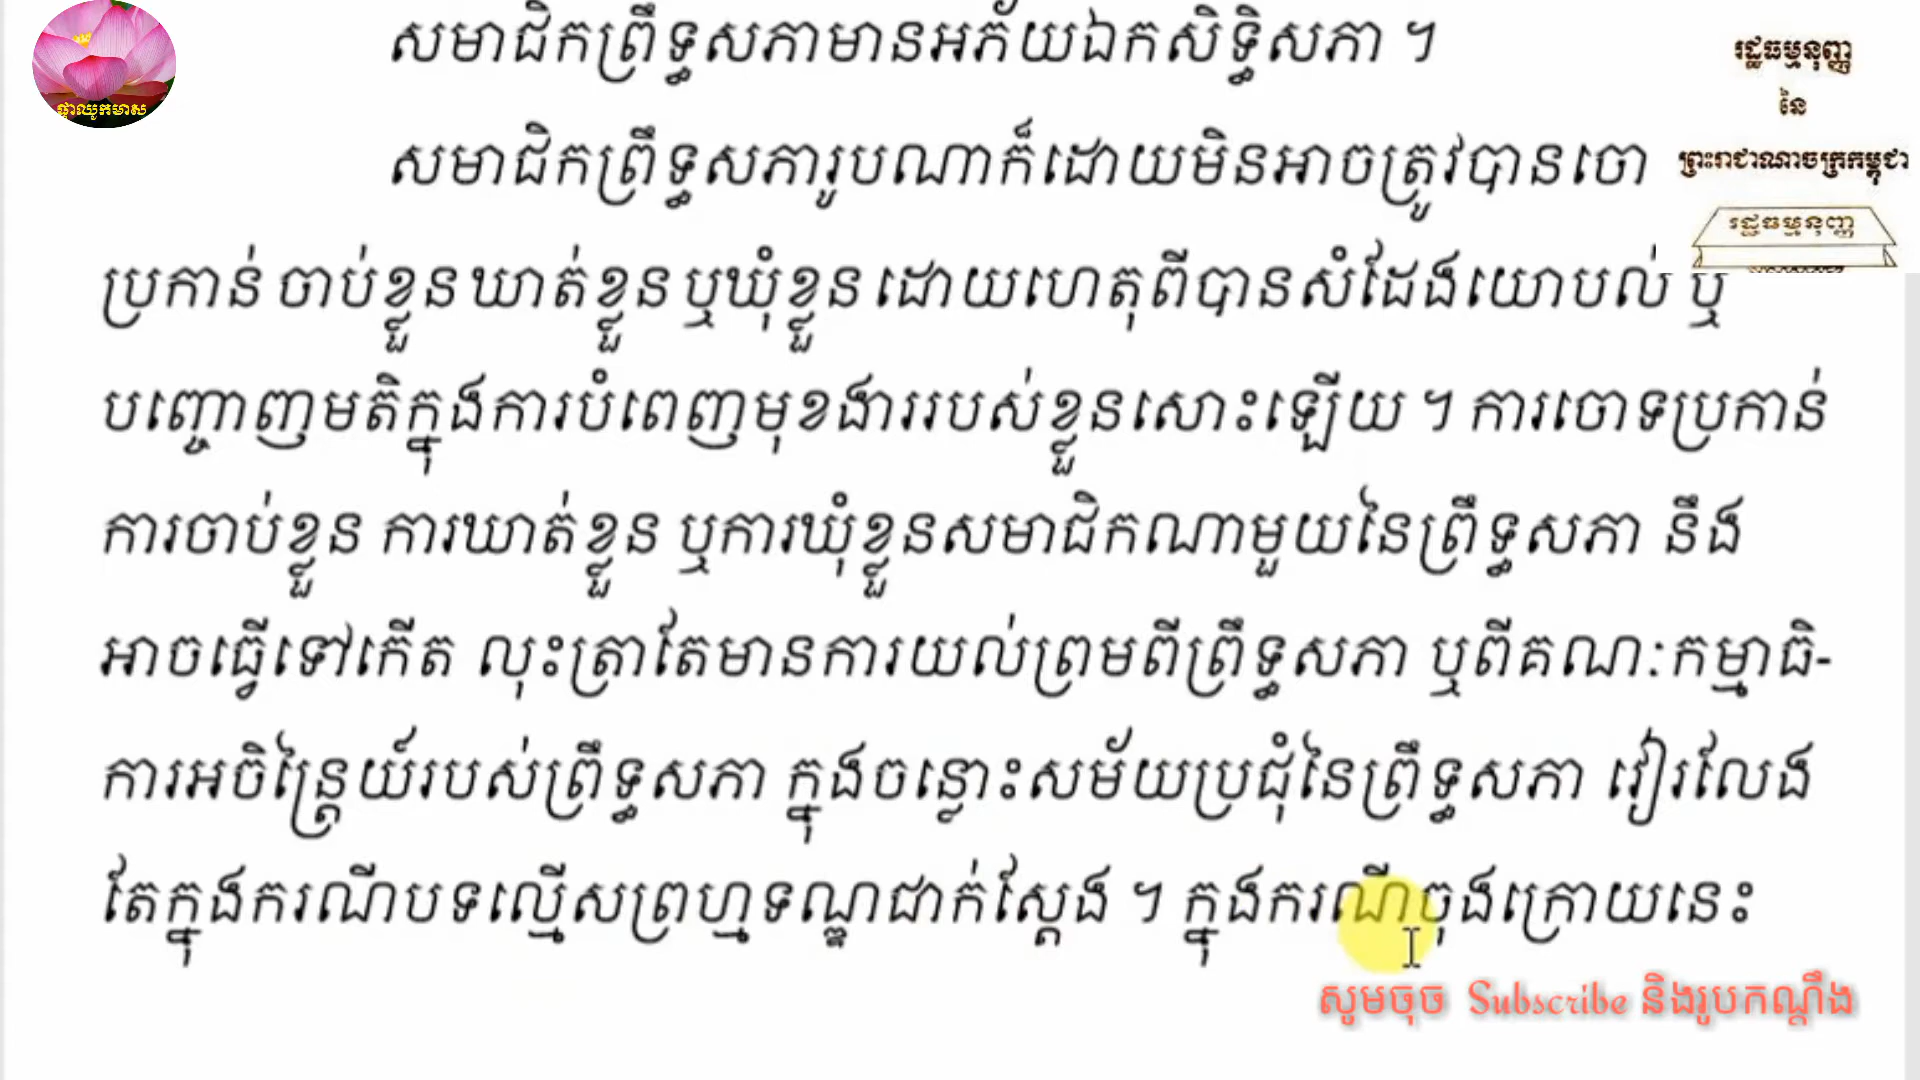 សមាជិកព្រឹទ្ធសភាមានអភ័យឯកសិទ្ធិសភា ។
សមាជិកព្រឹទ្ធសភារូបណាក៏ដោយមិនអាចត្រូវបានចោ
ប្រកាន់ ចាប់ខ្លួន ឃាត់ខ្លួន ឬឃុំខ្លួន ដោយហេតុពីបានសំដែងយោបល់ ឬ
បញ្ចោញមតិក្នុងការបំពេញមុខងាររបស់ខ្លួនសោះឡើយ ។ ការចោទប្រកាន់
ការចាប់ខ្លួន ការឃាត់ខ្លួន ឬការឃុំខ្លួនសមាជិកណាមួយនៃព្រឹទ្ធសភា នឹង
អាចធ្វើទៅកើត លុះត្រាតែមានការយល់ព្រមពីព្រឹទ្ធសភា ឬពីគណៈកម្មាធិ-
ការអចិន្ត្រៃយ៍របស់ព្រឹទ្ធសភា ក្នុងចន្លោះសម័យប្រជុំនៃព្រឹទ្ធសភា វៀរលែង
តែក្នុងករណីបទល្មើសព្រហ្មទណ្ឌជាក់ស្តែង ។ ក្នុងករណីចុងក្រោយនេះ
រដ្ឋធម្មនុញ្ញ
នៃ
ព្រះរាជាណាចក្រកម្ពុជា
រដ្ឋធម្មនុញ្ញ
ផ្កាឈូកមាស
សូមចុច Subscribe និងរូបកណ្តឹង